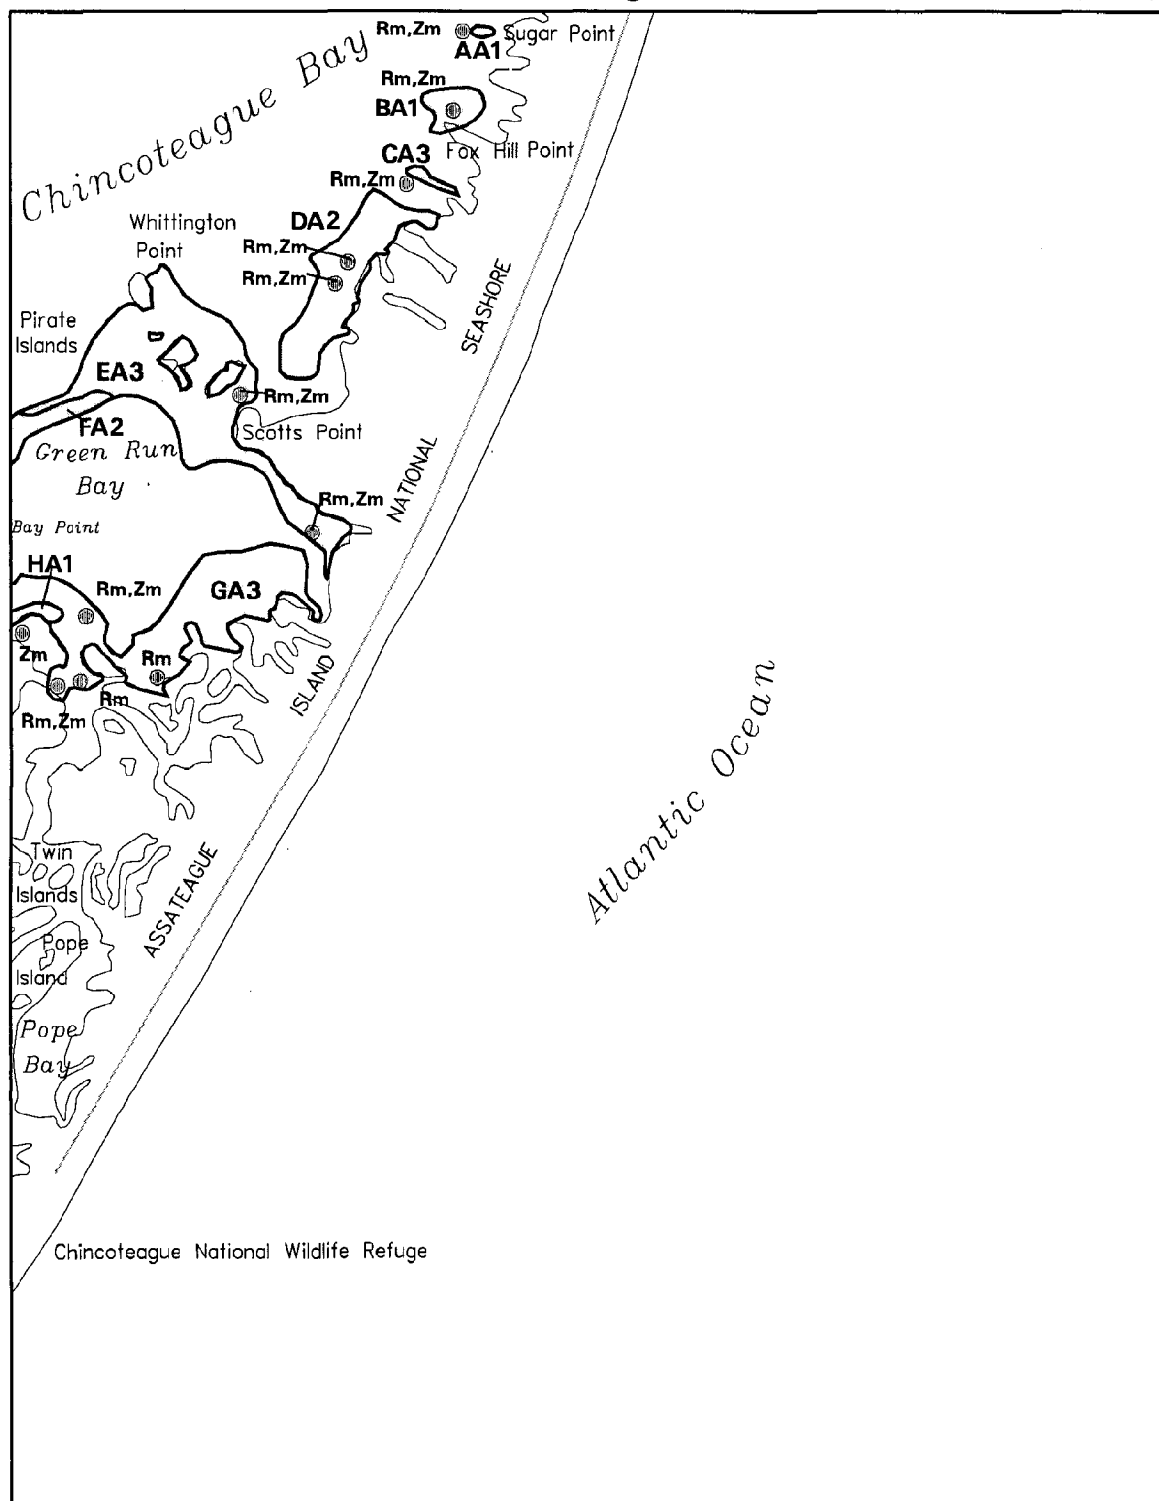 Rm,Zm
Sugar Point
AA1
Chincoteague Bay
Rm,Zm
BA1
Fox Hill Point
CA3
Rm,Zm
DA2
Whittington
Point
Rm,Zm
Rm,Zm
SEASHORE
Pirate
Islands
EA3
Rm,Zm
FA2
Scotts Point
Green Run
Bay
NATIONAL
Rm,Zm
Bay Point
HA1
Rm,Zm
GA3
Zm
Rm
ISLAND
Rm
Rm,Zm
Atlantic Ocean
Twin
Islands
ASSATEAGUE
Pope
Island
Pope
Bay
Chincoteague National Wildlife Refuge